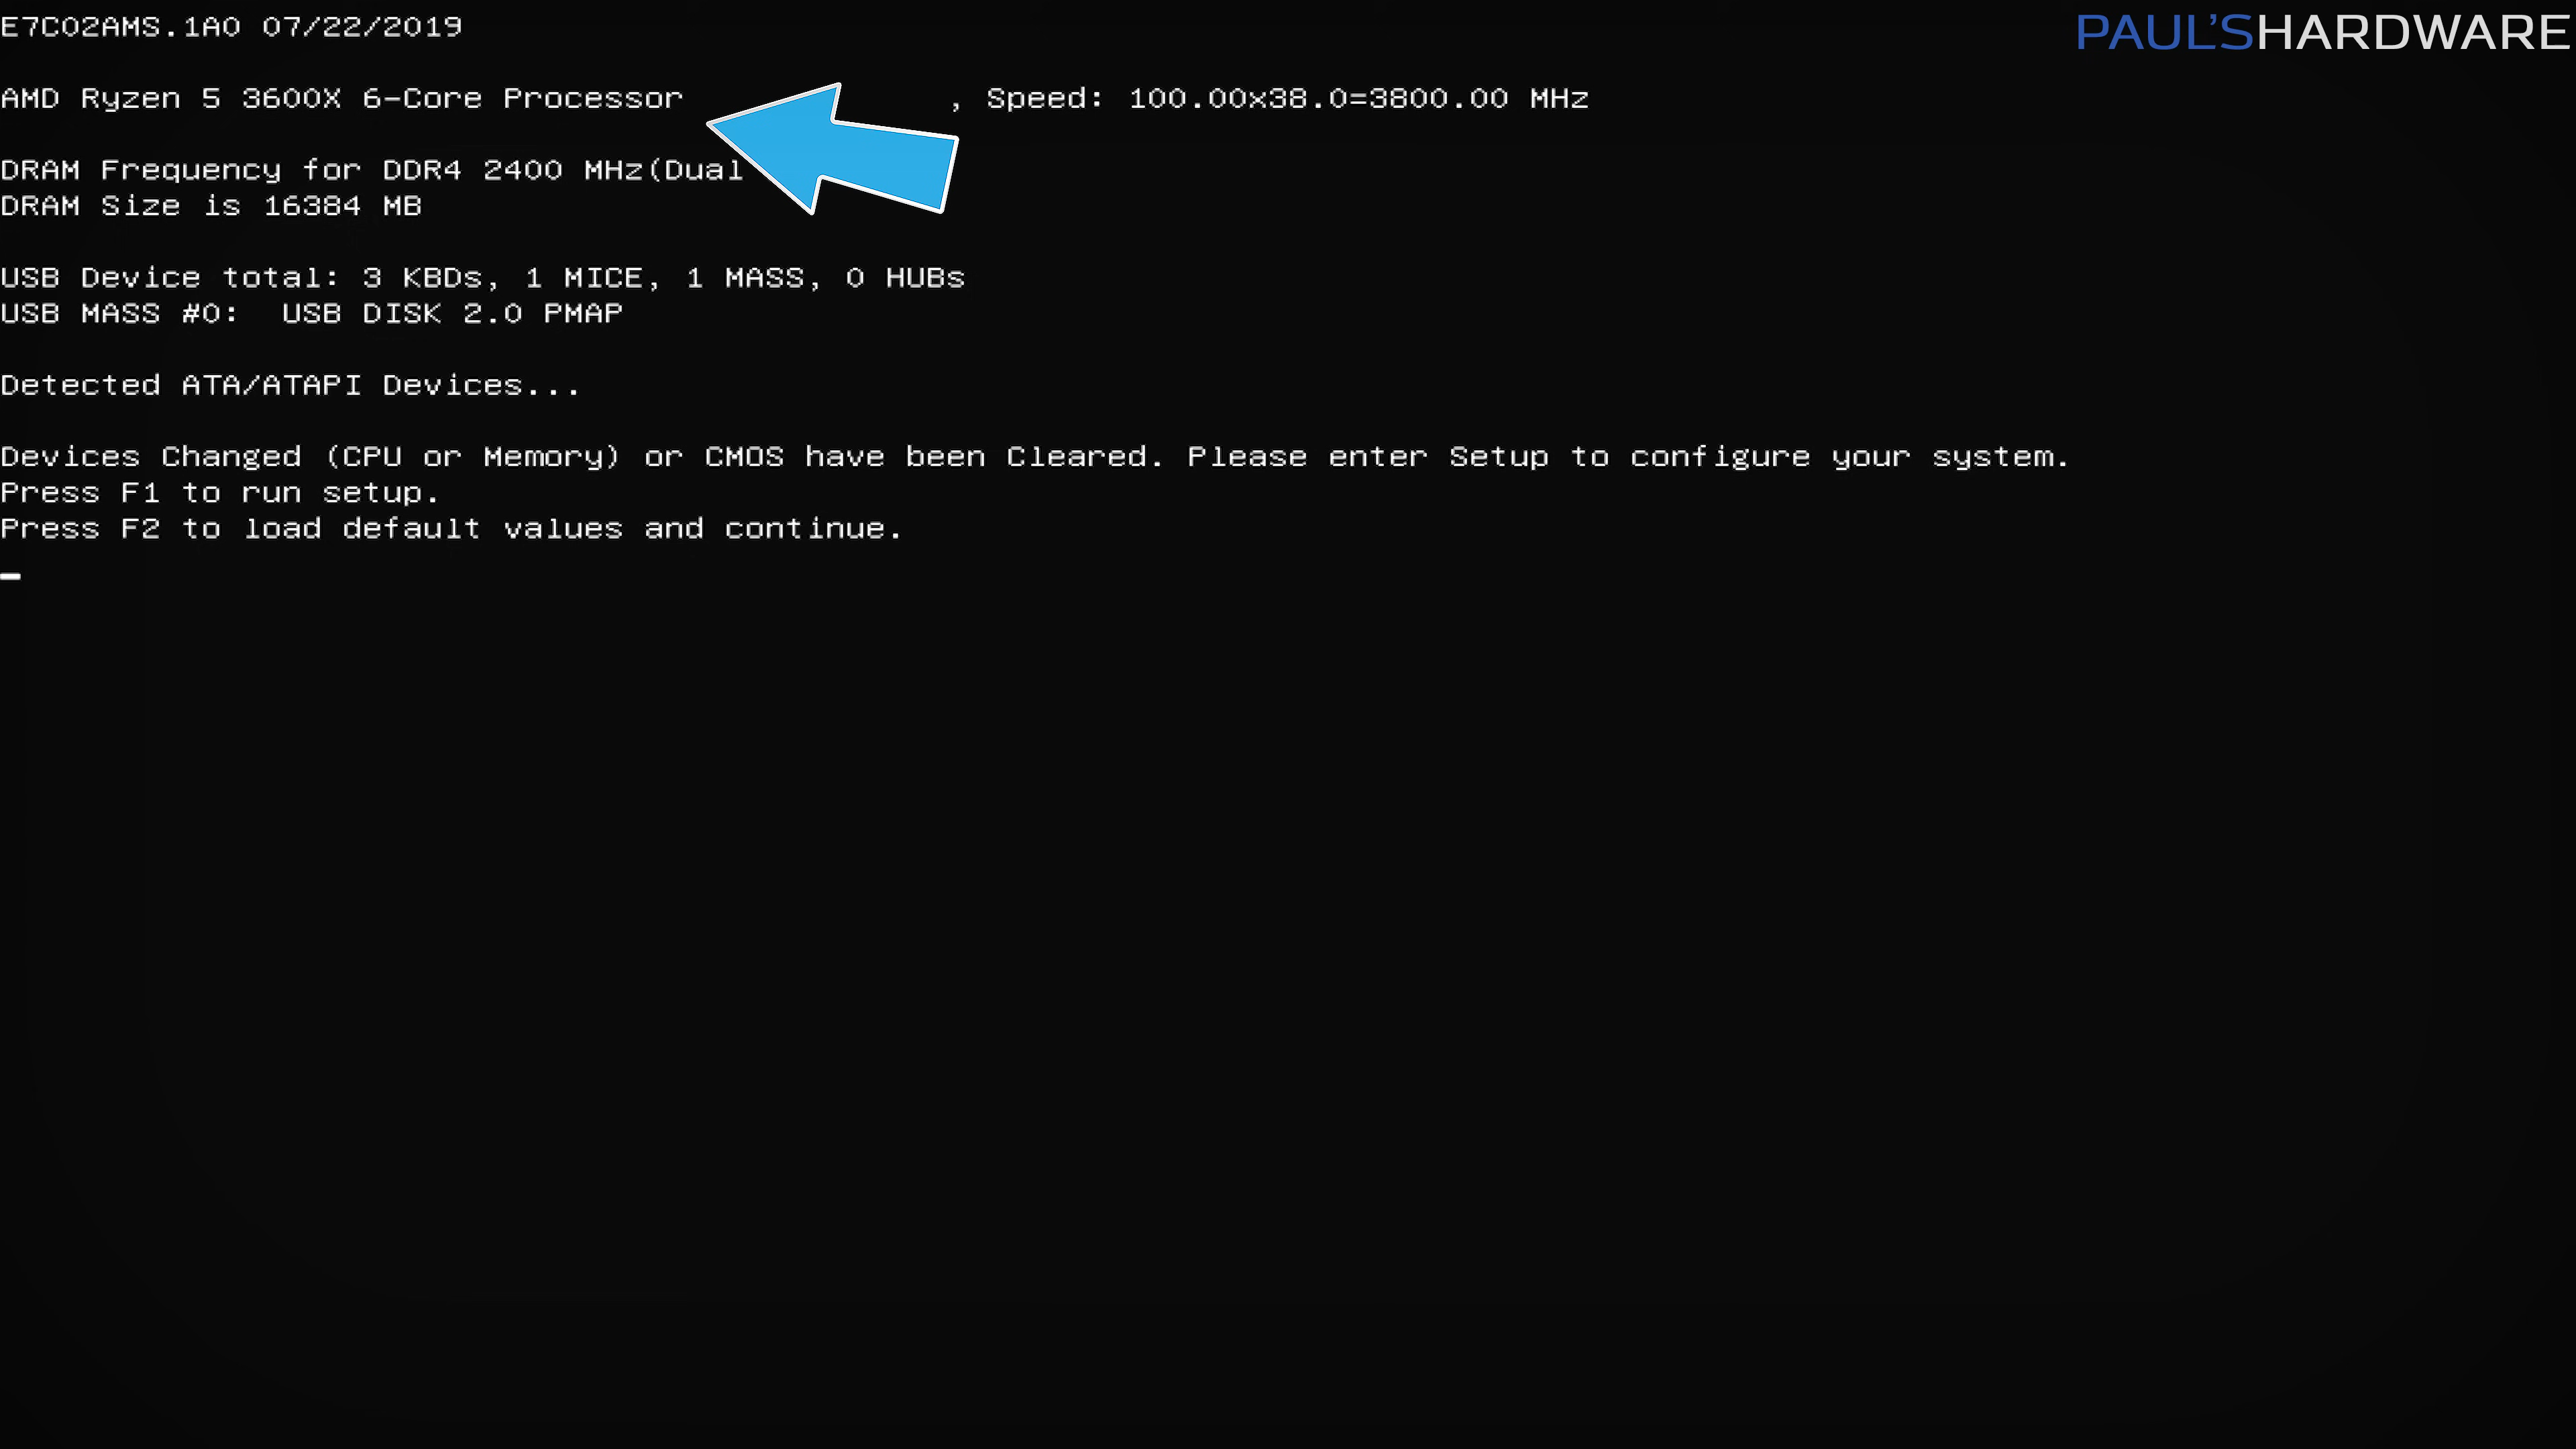 E7C02AMS.1A0 07/22/2019
PAUL'SHARDWARE
AMD Ryzen 5 3600X 6-Core Processor , Speed: 100.00x38.0=3800.00 MHz
DRAM Frequency for DDR4 2400 MHz(Dual
DRAM Size is 16384 MB
USB Device total: 3 KBDs, 1 MICE, 1 MASS, 0 HUBs
USB MASS #0:  USB DISK 2.0 PMAP
Detected ATA/ATAPI Devices...
Devices Changed (CPU or Memory) or CMOS have been Cleared. Please enter Setup to configure your system.
Press F1 to run setup.
Press F2 to load default values and continue.